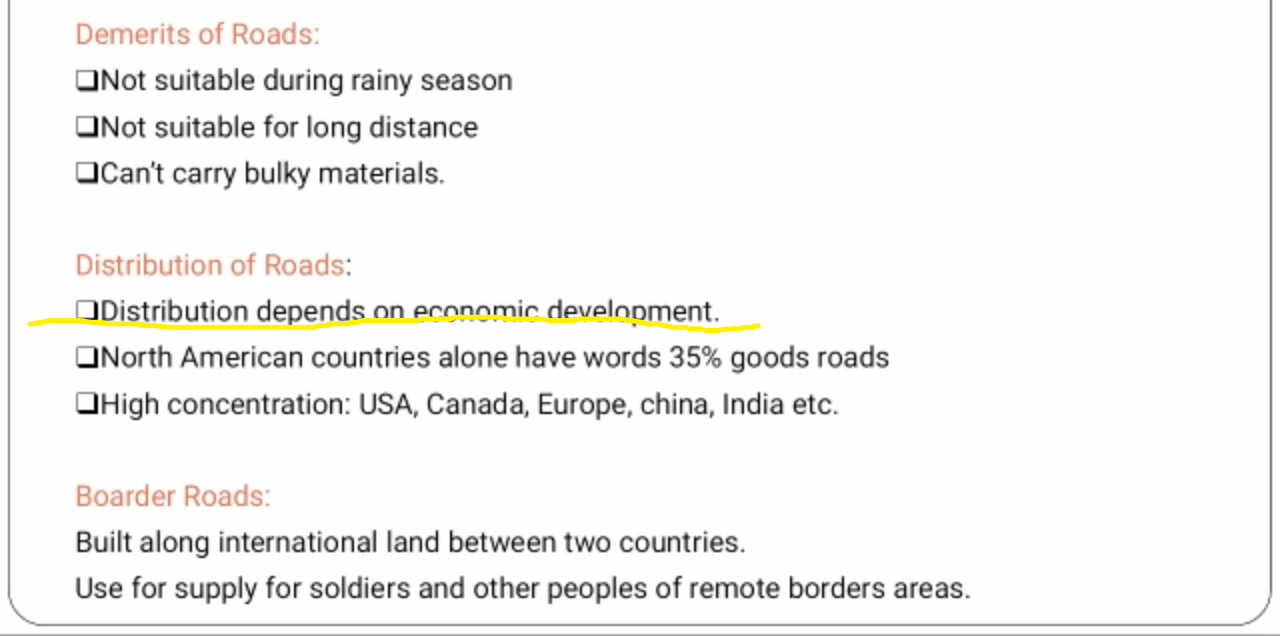 Demerits of Roads:
❑Not suitable during rainy season
❑Not suitable for long distance
❑Can’t carry bulky materials.
Distribution of Roads:
❑Distribution depends on economic development.
❑North American countries alone have words 35% goods roads
❑High concentration: USA, Canada, Europe, china, India etc.
Boarder Roads:
Built along international land between two countries.
Use for supply for soldiers and other peoples of remote borders areas.